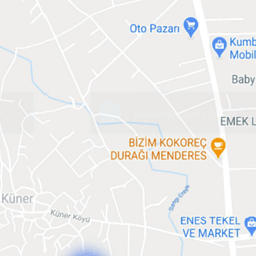 Oto Pazarı
Kumb
Mobil
Baby
EMEK L
BİZİM KOKOREÇ
DURAĞI MENDERES
Küner
Küner Köyü
ENES TEKEL
VE MARKET